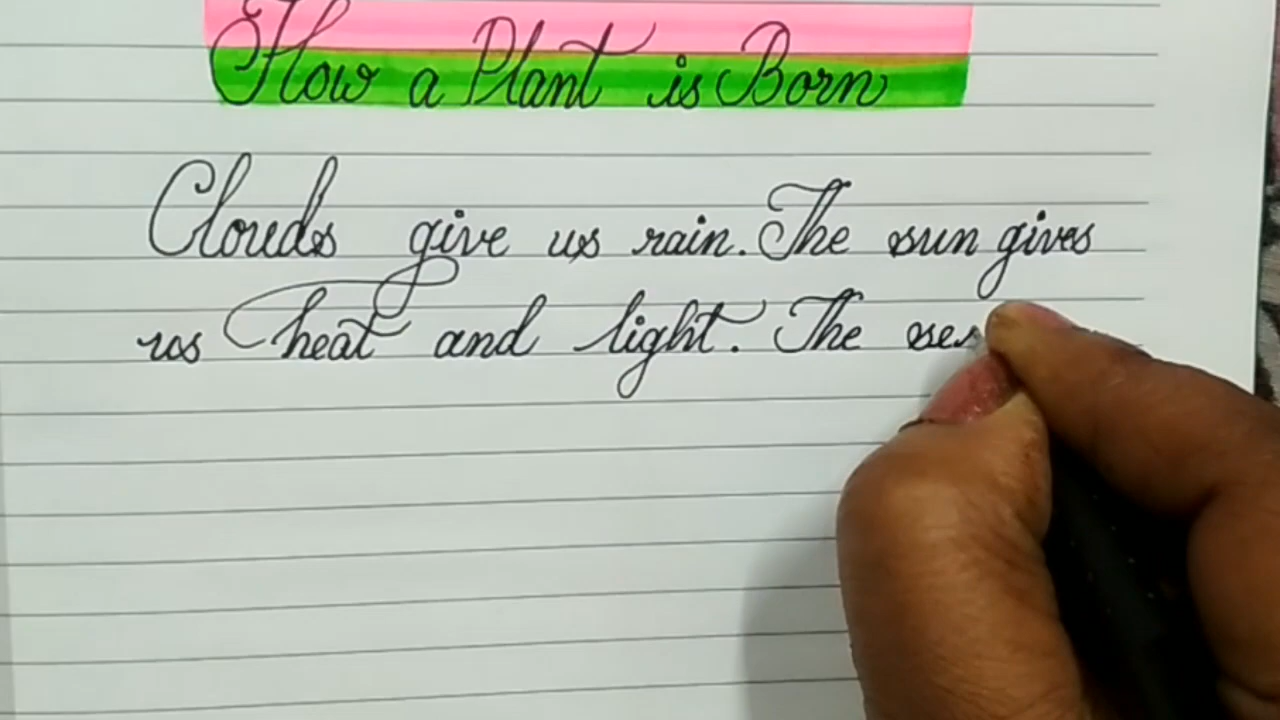 How a Plant is Born
Clouds give us rain. The sun gives
us heat and light. The